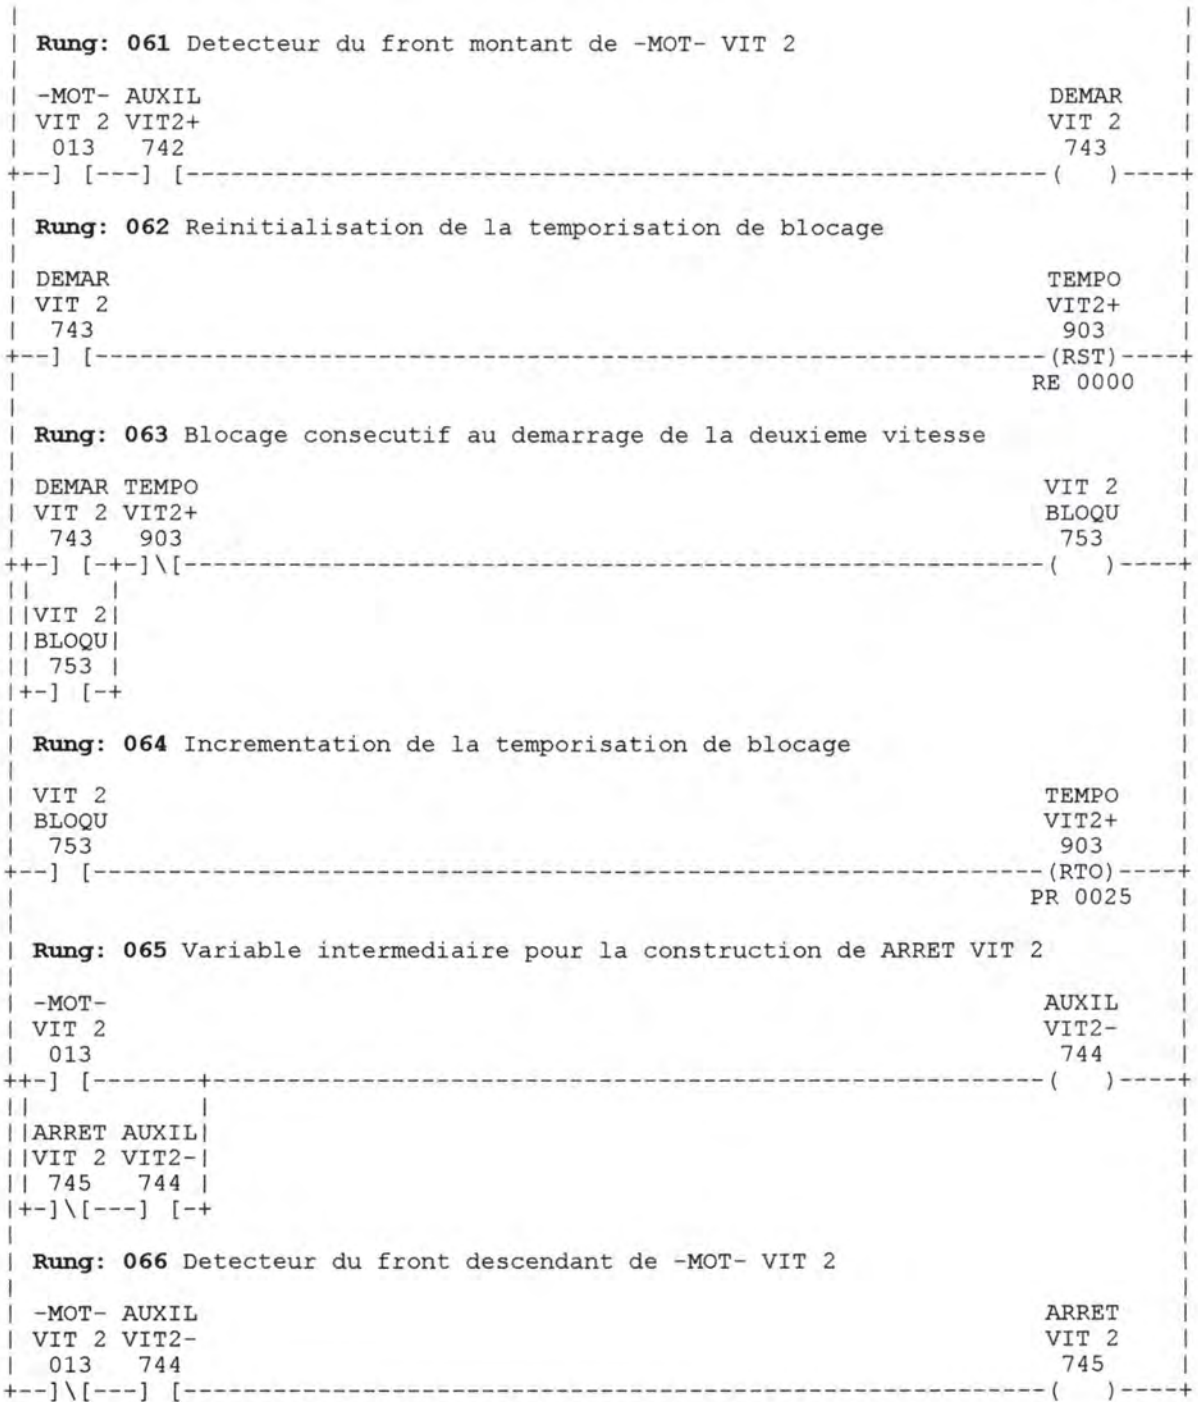 Rung: 061 Detecteur du front montant de -MOT- VIT 2
-MOT- AUXIL DEMAR
VIT 2 VIT2+ VIT 2
013 742 743
+--] [---] [----------------------------------------------------------( )----+
Rung: 062 Reinitialisation de la temporisation de blocage
DEMAR TEMPO
VIT 2 VIT2+
743 903
+--] [----------------------------------------------------------------(RST)----+
RE 0000
Rung: 063 Blocage consecutif au demarrage de la deuxieme vitesse
DEMAR TEMPO VIT 2
VIT 2 VIT2+ BLOQU
743 903 753
++-] [-+-]\[----------------------------------------------------------( )----+
VIT 2
BLOQU
753
+-] [-+
Rung: 064 Incrementation de la temporisation de blocage
VIT 2 TEMPO
BLOQU VIT2+
753 903
+--] [----------------------------------------------------------------(RTO)----+
PR 0025
Rung: 065 Variable intermediaire pour la construction de ARRET VIT 2
-MOT- AUXIL
VIT 2 VIT2-
013 744
++-] [-------+--------------------------------------------------------( )----+
ARRET AUXIL
VIT 2 VIT2-
745 744
+-]\[---] [-+
Rung: 066 Detecteur du front descendant de -MOT- VIT 2
-MOT- AUXIL ARRET
VIT 2 VIT2- VIT 2
013 744 745
+--]\[---] [----------------------------------------------------------( )----+